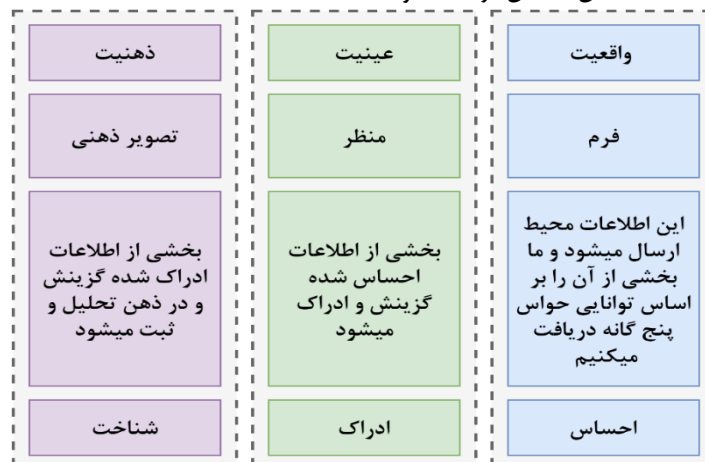 واقعیت
فرم
این اطلاعات محیط
ارسال میشود و ما
بخشی از آن را بر
اساس توانایی حواس
پنج گانه دریافت
میکنیم
احساس
عینیت
منظر
بخشی از اطلاعات
احساس شده
گزینش و ادراک
میشود
ادراک
ذهنیت
تصویر ذهنی
بخشی از اطلاعات
ادراک شده گزینش
و در ذهن تحلیل و
ثبت میشود
شناخت